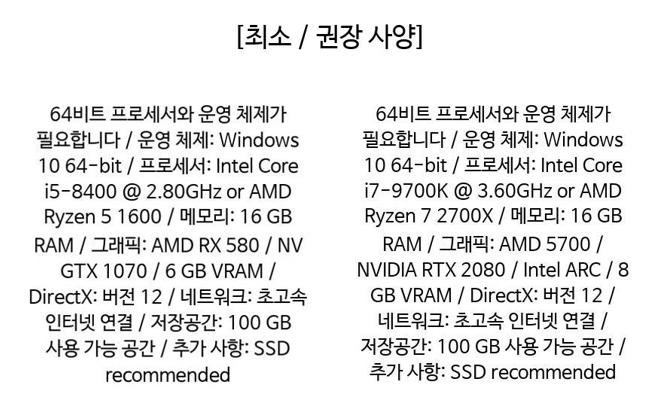 [최소 / 권장 사양]
64비트 프로세서와 운영 체제가
필요합니다 / 운영 체제: Windows
10 64-bit / 프로세서: Intel Core
i5-8400 @ 2.80GHz or AMD
Ryzen 5 1600 / 메모리: 16 GB
RAM / 그래픽: AMD RX 580 / NV
GTX 1070 / 6 GB VRAM /
DirectX: 버전 12 / 네트워크: 초고속
인터넷 연결 / 저장공간: 100 GB
사용 가능 공간 / 추가 사항: SSD
recommended
64비트 프로세서와 운영 체제가
필요합니다 / 운영 체제: Windows
10 64-bit / 프로세서: Intel Core
i7-9700K @ 3.60GHz or AMD
Ryzen 7 2700X / 메모리: 16 GB
RAM / 그래픽: AMD 5700 /
NVIDIA RTX 2080 / Intel ARC / 8
GB VRAM / DirectX: 버전 12 /
네트워크: 초고속 인터넷 연결 /
저장공간: 100 GB 사용 가능 공간 /
추가 사항: SSD recommended